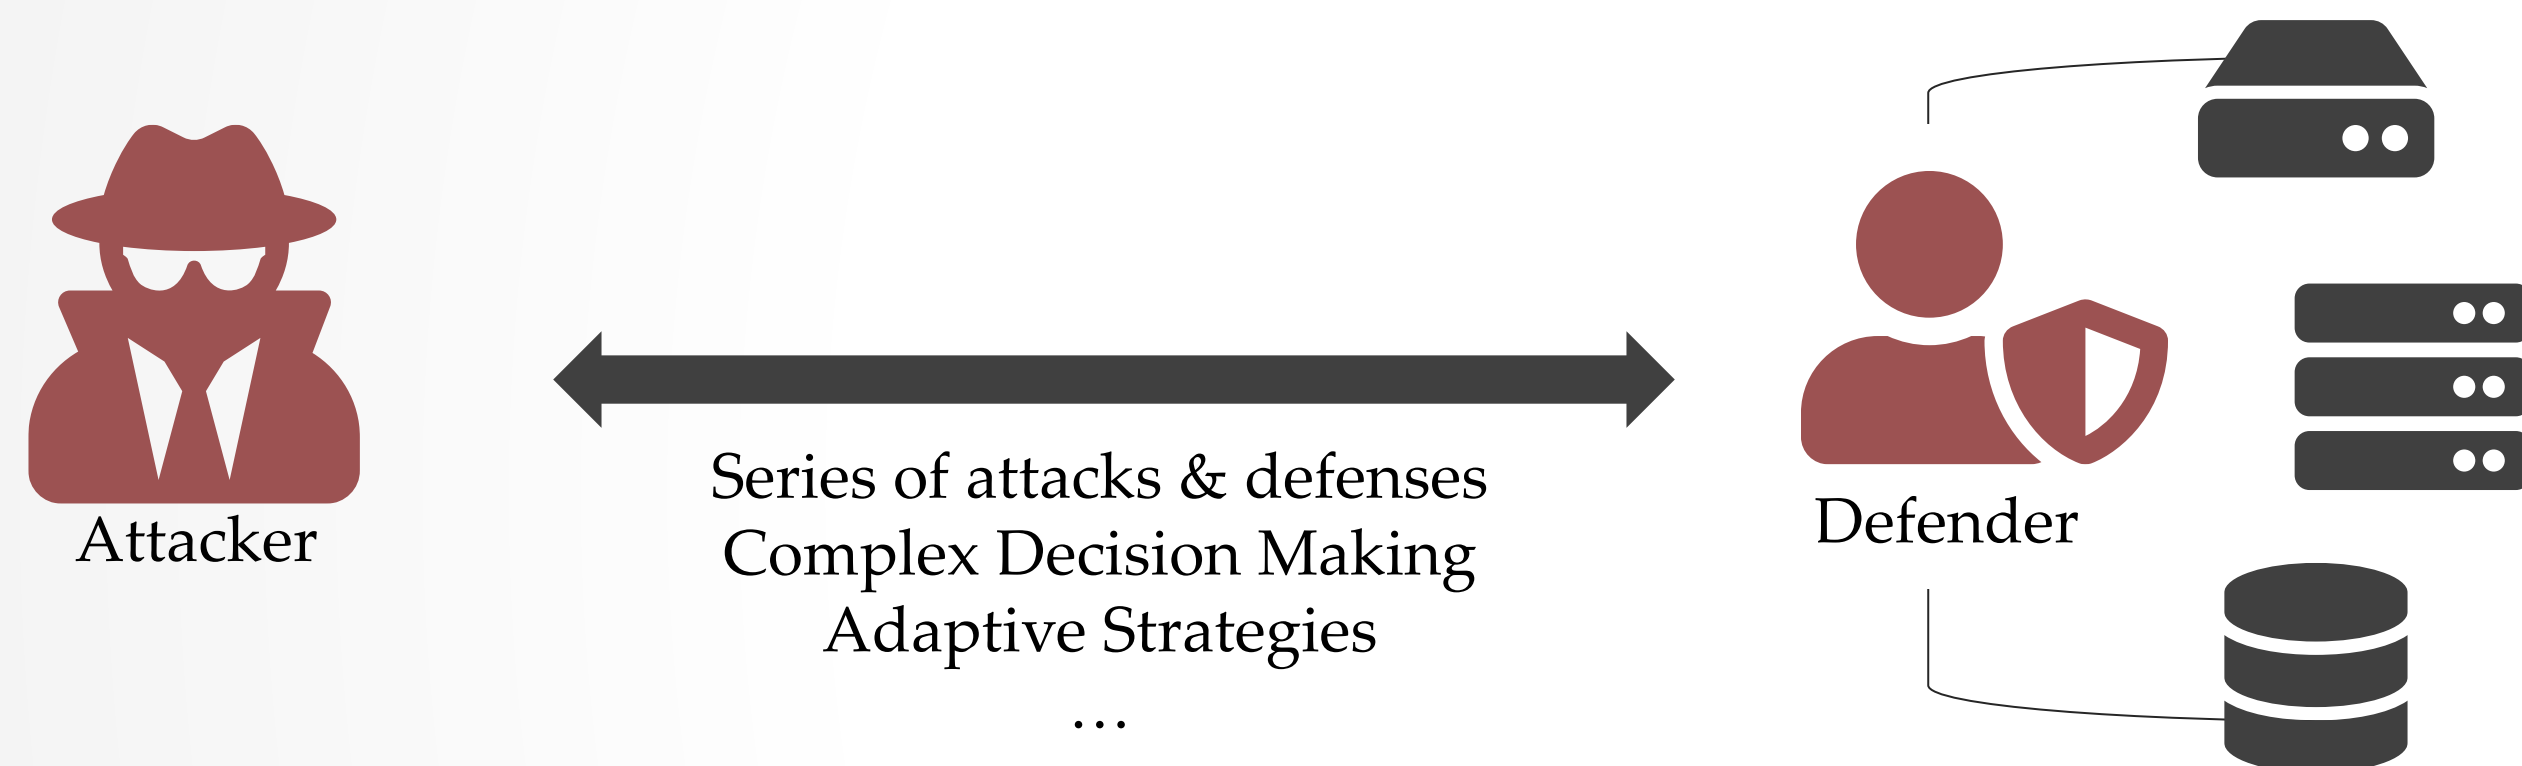 Attacker
Series of attacks & defenses
Complex Decision Making
Adaptive Strategies
…
Defender